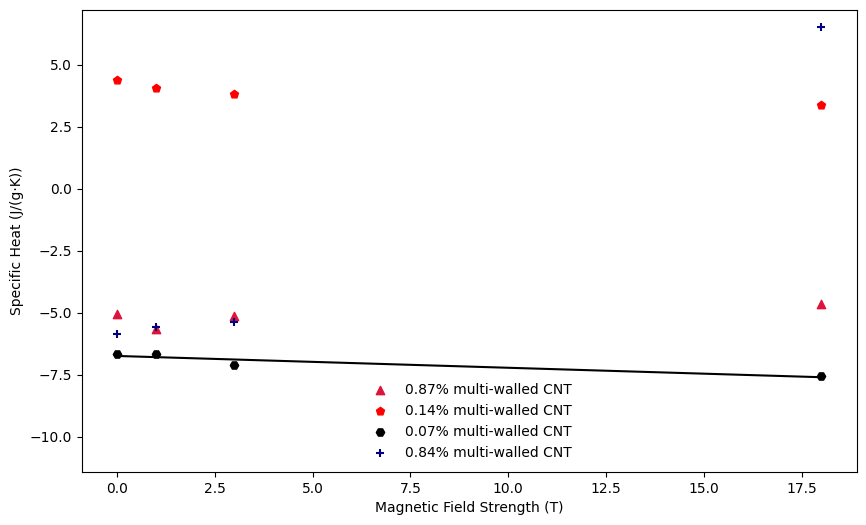 5.0
2.5
0.0
−2.5
−5.0
−7.5
−10.0
Specific Heat (J/(g·K))
0.87% multi-walled CNT
0.14% multi-walled CNT
0.07% multi-walled CNT
0.84% multi-walled CNT
0.0 2.5 5.0 7.5 10.0 12.5 15.0 17.5
Magnetic Field Strength (T)